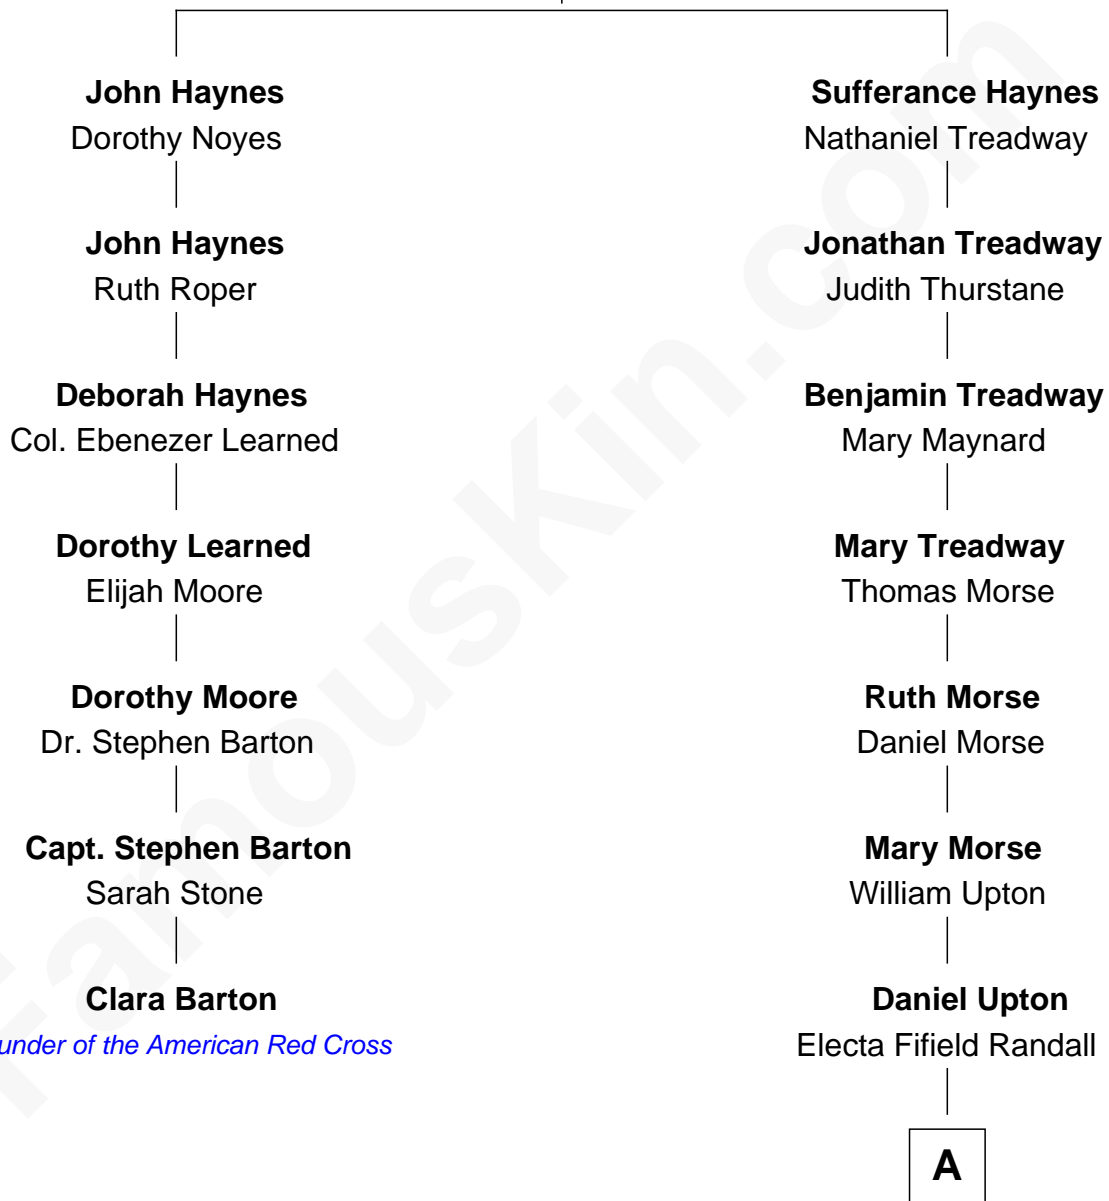 John Haynes
Dorothy Noyes
John Haynes
Ruth Roper
Deborah Haynes
Col. Ebenezer Learned
Dorothy Learned
Elijah Moore
Dorothy Moore
Dr. Stephen Barton
Capt. Stephen Barton
Sarah Stone
Clara Barton
under of the American Red Cross
Sufferance Haynes
Nathaniel Treadway
Jonathan Treadway
Judith Thurstane
Benjamin Treadway
Mary Maynard
Mary Treadway
Thomas Morse
Ruth Morse
Daniel Morse
Mary Morse
William Upton
Daniel Upton
Electa Fifield Randall
A
FamousKin.com